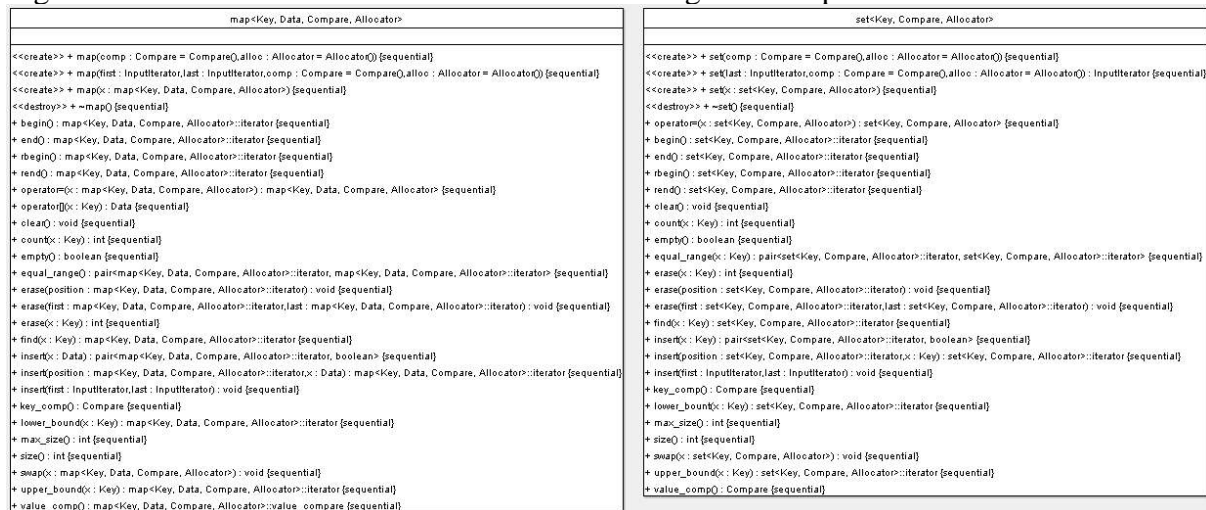 map<Key, Data, Compare, Allocator>
<<create>> + map(comp : Compare = Compare(),alloc : Allocator = Allocator()) {sequential}
<<create>> + map(first : InputIterator,last : InputIterator,comp : Compare = Compare(),alloc : Allocator = Allocator()) {sequential}
<<create>> + map(x : map<Key, Data, Compare, Allocator>) {sequential}
<<destroy>> + ~map() {sequential}
+ begin() : map<Key, Data, Compare, Allocator>::iterator {sequential}
+ end() : map<Key, Data, Compare, Allocator>::iterator {sequential}
+ rbegin() : map<Key, Data, Compare, Allocator>::iterator {sequential}
+ rend() : map<Key, Data, Compare, Allocator>::iterator {sequential}
+ operator=(x : map<Key, Data, Compare, Allocator>) : map<Key, Data, Compare, Allocator> {sequential}
+ operator[](x : Key) : Data {sequential}
+ clear() : void {sequential}
+ count(x : Key) : int {sequential}
+ empty() : boolean {sequential}
+ equal_range() : pair<map<Key, Data, Compare, Allocator>::iterator, map<Key, Data, Compare, Allocator>::iterator> {sequential}
+ erase(position : map<Key, Data, Compare, Allocator>::iterator) : void {sequential}
+ erase(first : map<Key, Data, Compare, Allocator>::iterator,last : map<Key, Data, Compare, Allocator>::iterator) : void {sequential}
+ erase(x : Key) : int {sequential}
+ find(x : Key) : map<Key, Data, Compare, Allocator>::iterator {sequential}
+ insert(x : Data) : pair<map<Key, Data, Compare, Allocator>::iterator, boolean> {sequential}
+ insert(position : map<Key, Data, Compare, Allocator>::iterator,x : Data) : map<Key, Data, Compare, Allocator>::iterator {sequential}
+ insert(first : InputIterator,last : InputIterator) : void {sequential}
+ key_comp() : Compare {sequential}
+ lower_bound(x : Key) : map<Key, Data, Compare, Allocator>::iterator {sequential}
+ max_size() : int {sequential}
+ size() : int {sequential}
+ swap(x : map<Key, Data, Compare, Allocator>) : void {sequential}
+ upper_bound(x : Key) : map<Key, Data, Compare, Allocator>::iterator {sequential}
+ value_comp() : map<Key, Data, Compare, Allocator>::value_compare {sequential}
set<Key, Compare, Allocator>
<<create>> + set(comp : Compare = Compare(),alloc : Allocator = Allocator()) {sequential}
<<create>> + set(last : InputIterator,comp : Compare = Compare(),alloc : Allocator = Allocator()) : InputIterator {sequential}
<<create>> + set(x : set<Key, Compare, Allocator>) {sequential}
<<destroy>> + ~set() {sequential}
+ operator=(x : set<Key, Compare, Allocator>) : set<Key, Compare, Allocator> {sequential}
+ begin() : set<Key, Compare, Allocator>::iterator {sequential}
+ end() : set<Key, Compare, Allocator>::iterator {sequential}
+ rbegin() : set<Key, Compare, Allocator>::iterator {sequential}
+ rend() : set<Key, Compare, Allocator>::iterator {sequential}
+ clear() : void {sequential}
+ count(x : Key) : int {sequential}
+ empty() : boolean {sequential}
+ equal_range(x : Key) : pair<set<Key, Compare, Allocator>::iterator, set<Key, Compare, Allocator>::iterator> {sequential}
+ erase(x : Key) : int {sequential}
+ erase(position : set<Key, Compare, Allocator>::iterator) : void {sequential}
+ erase(first : set<Key, Compare, Allocator>::iterator,last : set<Key, Compare, Allocator>::iterator) : void {sequential}
+ find(x : Key) : set<Key, Compare, Allocator>::iterator {sequential}
+ insert(x : Key) : pair<set<Key, Compare, Allocator>::iterator, boolean> {sequential}
+ insert(position : set<Key, Compare, Allocator>::iterator,x : Key) : set<Key, Compare, Allocator>::iterator {sequential}
+ insert(first : InputIterator,last : InputIterator) : void {sequential}
+ key_comp() : Compare {sequential}
+ lower_bount(x : Key) : set<Key, Compare, Allocator>::iterator {sequential}
+ max_size() : int {sequential}
+ size() : int {sequential}
+ swap(x : set<Key, Compare, Allocator>) : void {sequential}
+ upper_bound(x : Key) : set<Key, Compare, Allocator>::iterator {sequential}
+ value_comp() : Compare {sequential}